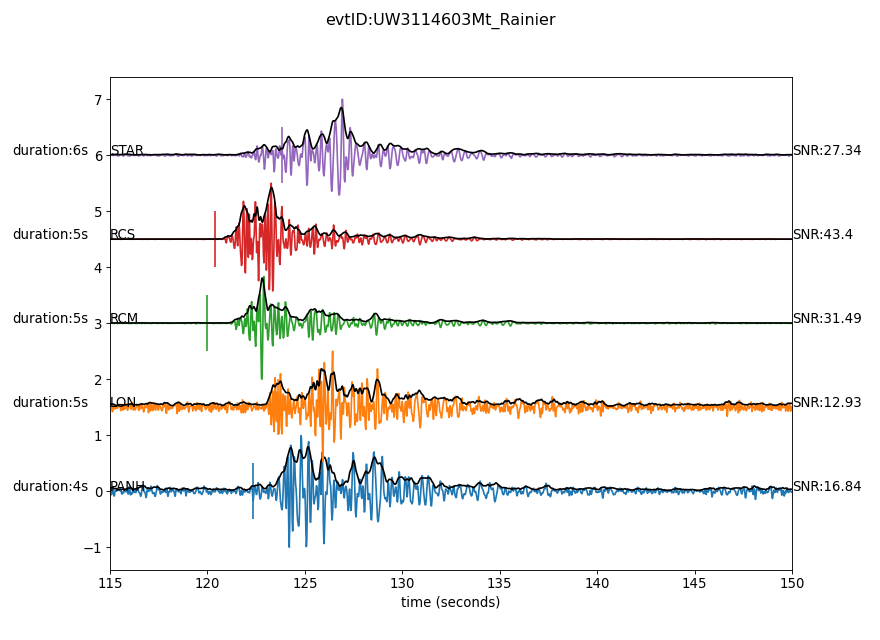 evtID:UW3114603Mt_Rainier
7
duration:6s 6 STAR SNR:27.34
5
duration:5s RCS SNR:43.4
4
duration:5s 3 RCM SNR:31.49
2
duration:5s LON SNR:12.93
1
duration:4s 0 PANH SNR:16.84
−1
115 120 125 130 135 140 145 150
time (seconds)